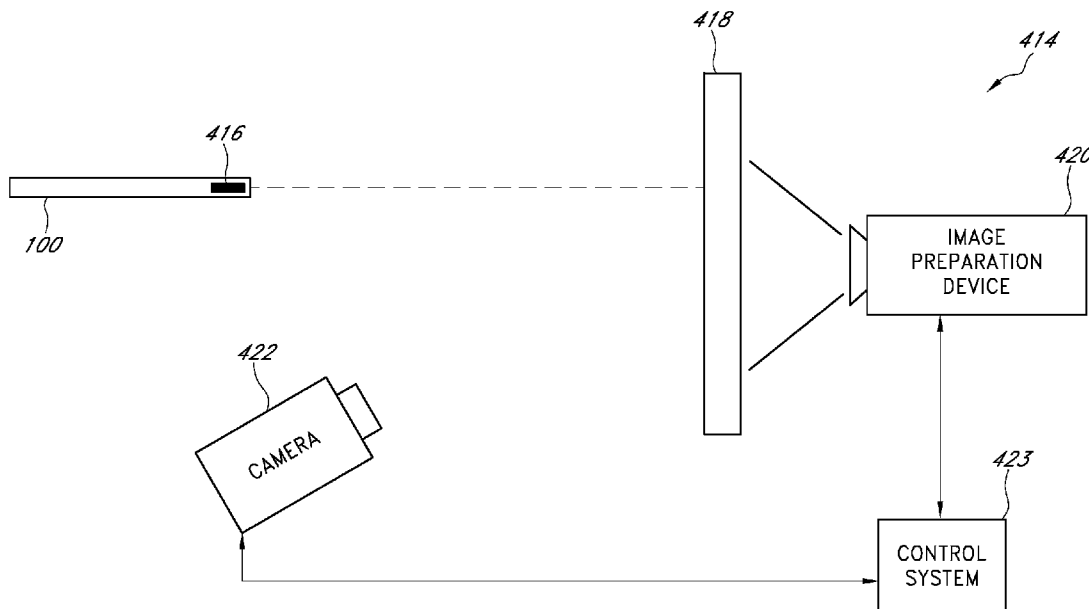 418
414
416
420
100
IMAGE
PREPARATION
DEVICE
422
CAMERA
423
CONTROL
SYSTEM